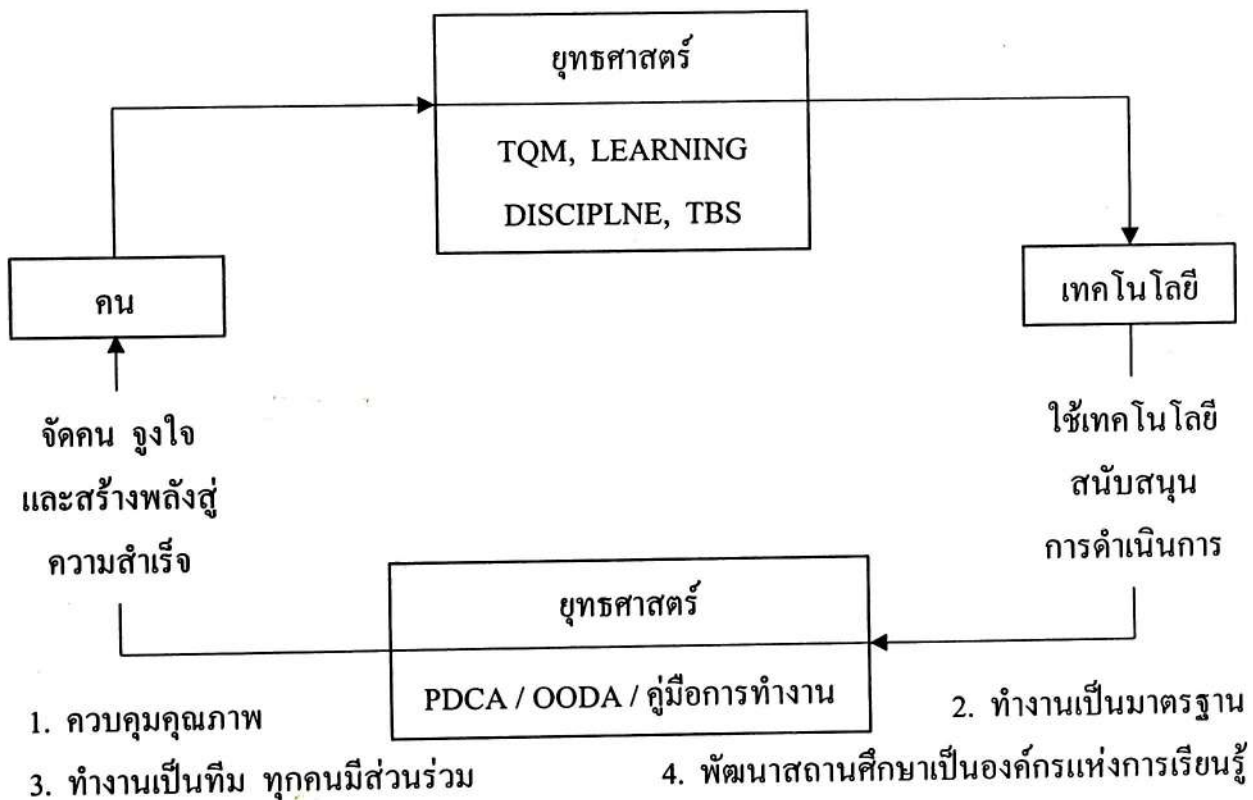 ยุทธศาสตร์
TQM, LEARNING
DISCIPLNE, TBS
คน
เทคโนโลยี
จัดคน จูงใจ
และสร้างพลังสู่
ความสำเร็จ
ใช้เทคโนโลยี
สนับสนุน
การดำเนินการ
ยุทธศาสตร์
PDCA / OODA / คู่มือการทำงาน
1. ควบคุมคุณภาพ
2. ทำงานเป็นมาตรฐาน
3. ทำงานเป็นทีม ทุกคนมีส่วนร่วม
4. พัฒนาสถานศึกษาเป็นองค์กรแห่งการเรียนรู้